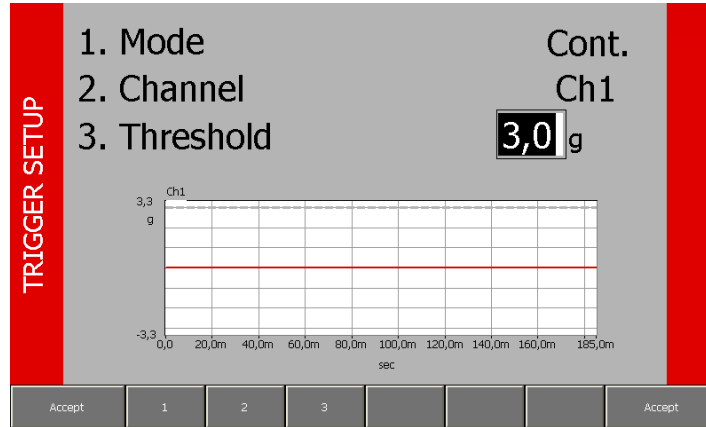 TRIGGER SETUP
1. Mode Cont.
2. Channel Ch1
3. Threshold 3,0 g
Ch1
3,3
g
-3,3
0,0 20,0m 40,0m 60,0m 80,0m 100,0m 120,0m 140,0m 160,0m 185,0m
sec
Accept 1 2 3 Accept